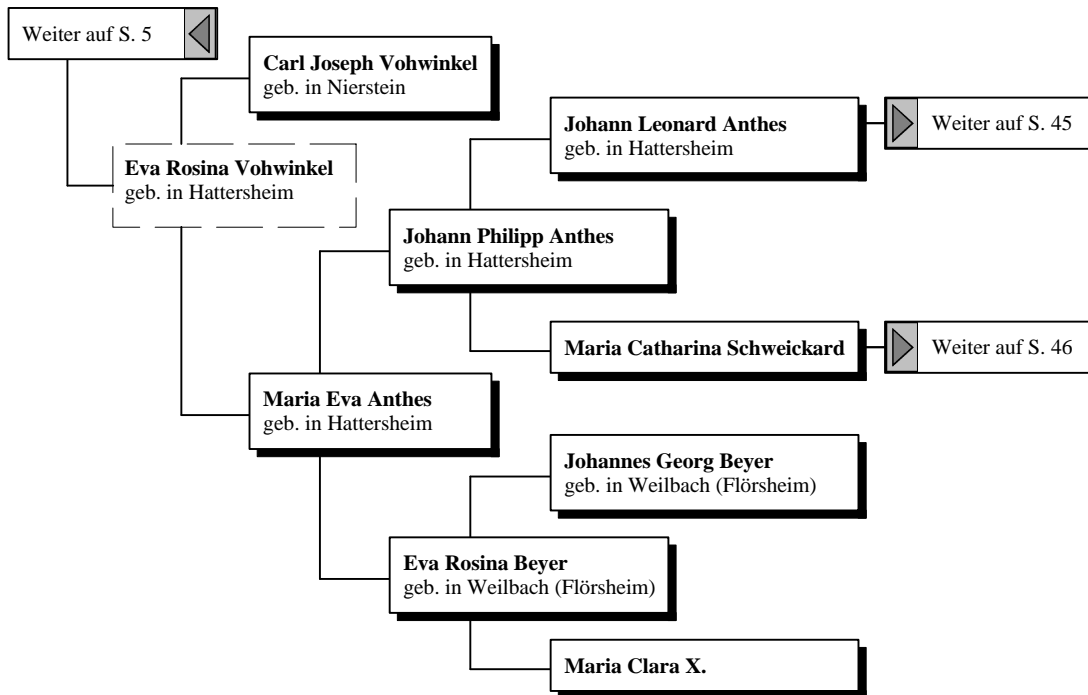 Weiter auf S. 5
Carl Joseph Vohwinkel
geb. in Nierstein
Johann Leonard Anthes
geb. in Hattersheim
Weiter auf S. 45
Eva Rosina Vohwinkel
geb. in Hattersheim
Johann Philipp Anthes
geb. in Hattersheim
Maria Catharina Schweickard
Weiter auf S. 46
Maria Eva Anthes
geb. in Hattersheim
Johannes Georg Beyer
geb. in Weilbach (Flörsheim)
Eva Rosina Beyer
geb. in Weilbach (Flörsheim)
Maria Clara X.